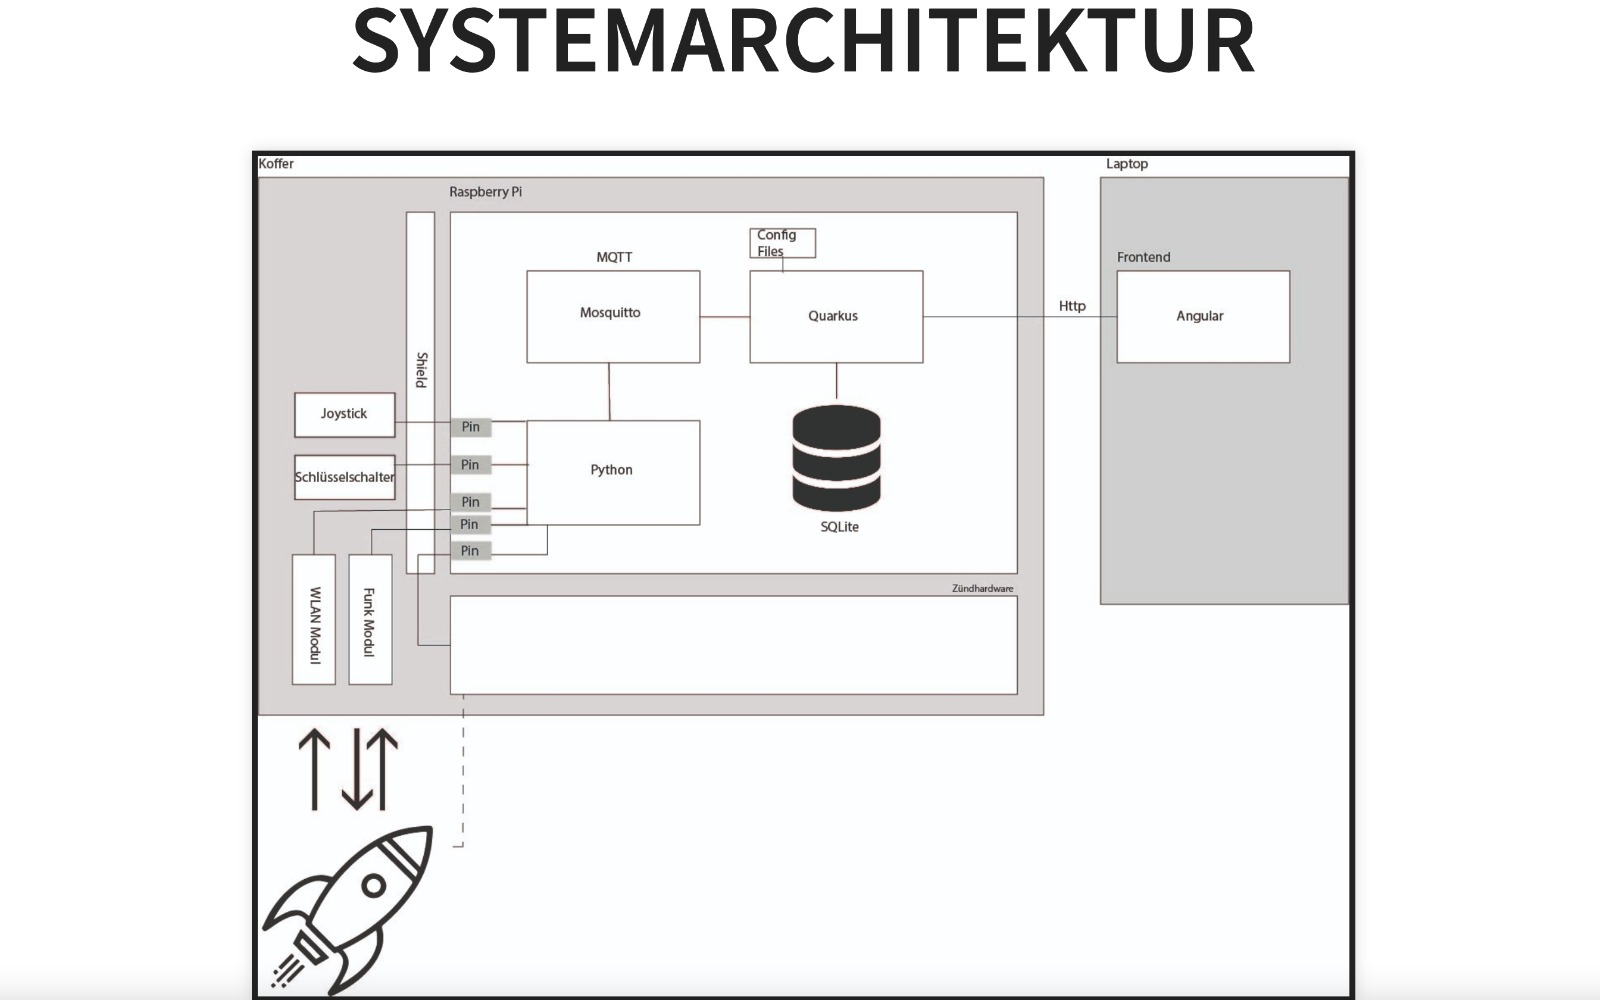 SYSTEMARCHITEKTUR
Koffer
Laptop
Raspberry Pi
Config
Files
MQTT
Frontend
Mosquitto
Quarkus
Http
Angular
Shield
Joystick
Pin
Schlüsselschalter
Pin
Python
Pin
Pin
SQLite
Pin
Zündhardware
WLAN Modul
Funk Modul